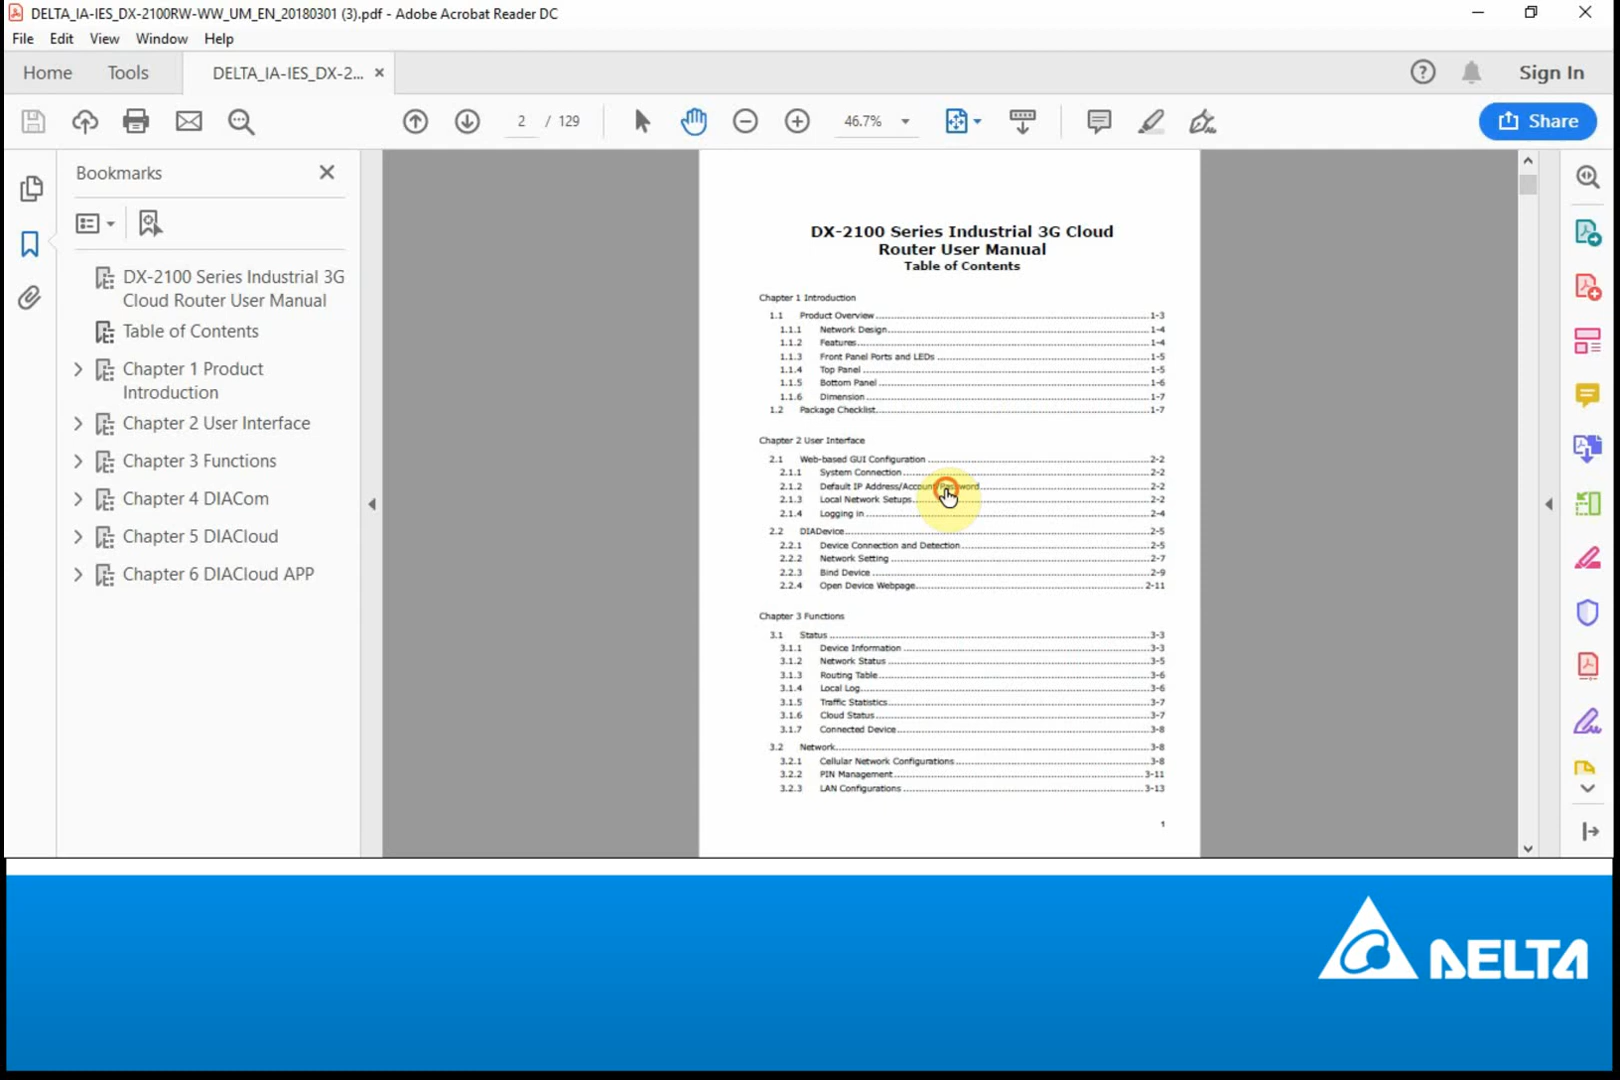 DELTA_IA-IES_DX-2100RW-WW_UM_EN_20180301 (3).pdf - Adobe Acrobat Reader DC
File Edit View Window Help
Home Tools DELTA_IA-IES_DX-2... × Sign In
2 / 129 46.7% Share
Bookmarks
DX-2100 Series Industrial 3G
Cloud Router User Manual
Table of Contents
Chapter 1 Product
Introduction
Chapter 2 User Interface
Chapter 3 Functions
Chapter 4 DIACom
Chapter 5 DIACloud
Chapter 6 DIACloud APP
DX-2100 Series Industrial 3G Cloud
Router User Manual
Table of Contents
Chapter 1 Introduction
1.1 Product Overview 1-3
1.1.1 Network Design 1-4
1.1.2 Features 1-4
1.1.3 Front Panel Ports and LEDs 1-5
1.1.4 Top Panel 1-5
1.1.5 Bottom Panel 1-6
1.1.6 Dimension 1-7
1.2 Package Checklist 1-7
Chapter 2 User Interface
2.1 Web-based GUI Configuration 2-2
2.1.1 System Connection 2-2
2.1.2 Default IP Address/Account/Password 2-2
2.1.3 Local Network Setups 2-2
2.1.4 Logging in 2-4
2.2 DIADevice 2-5
2.2.1 Device Connection and Detection 2-5
2.2.2 Network Setting 2-7
2.2.3 Bind Device 2-9
2.2.4 Open Device Webpage 2-11
Chapter 3 Functions
3.1 Status 3-3
3.1.1 Device Information 3-3
3.1.2 Network Status 3-5
3.1.3 Routing Table 3-6
3.1.4 Local Log 3-6
3.1.5 Traffic Statistics 3-7
3.1.6 Cloud Status 3-7
3.1.7 Connected Device 3-8
3.2 Network 3-8
3.2.1 Cellular Network Configurations 3-8
3.2.2 PIN Management 3-11
3.2.3 LAN Configurations 3-13
1
DELTA